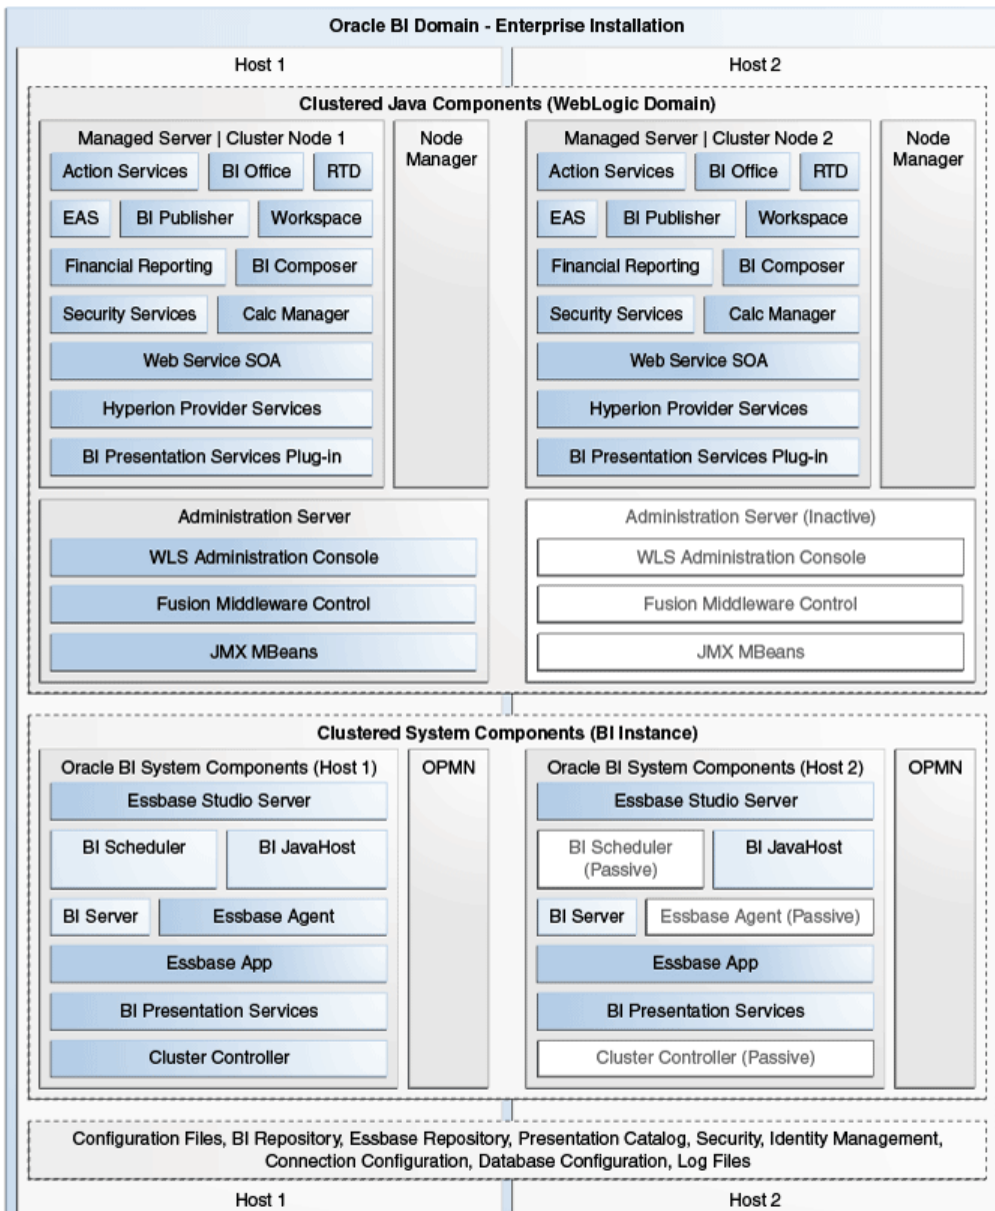 Oracle BI Domain - Enterprise Installation
Host 1
Host 2
Clustered Java Components (WebLogic Domain)
Managed Server | Cluster Node 1
Action Services
BI Office
RTD
EAS
BI Publisher
Workspace
Financial Reporting
BI Composer
Security Services
Calc Manager
Web Service SOA
Hyperion Provider Services
BI Presentation Services Plug-in
Node
Manager
Managed Server | Cluster Node 2
Action Services
BI Office
RTD
EAS
BI Publisher
Workspace
Financial Reporting
BI Composer
Security Services
Calc Manager
Web Service SOA
Hyperion Provider Services
BI Presentation Services Plug-in
Node
Manager
Administration Server
WLS Administration Console
Fusion Middleware Control
JMX MBeans
Administration Server (Inactive)
WLS Administration Console
Fusion Middleware Control
JMX MBeans
Clustered System Components (BI Instance)
Oracle BI System Components (Host 1)
Essbase Studio Server
BI Scheduler
BI JavaHost
BI Server
Essbase Agent
Essbase App
BI Presentation Services
Cluster Controller
OPMN
Oracle BI System Components (Host 2)
Essbase Studio Server
BI Scheduler
(Passive)
BI JavaHost
BI Server
Essbase Agent (Passive)
Essbase App
BI Presentation Services
Cluster Controller (Passive)
OPMN
Configuration Files, BI Repository, Essbase Repository, Presentation Catalog, Security, Identity Management,
Connection Configuration, Database Configuration, Log Files
Host 1
Host 2